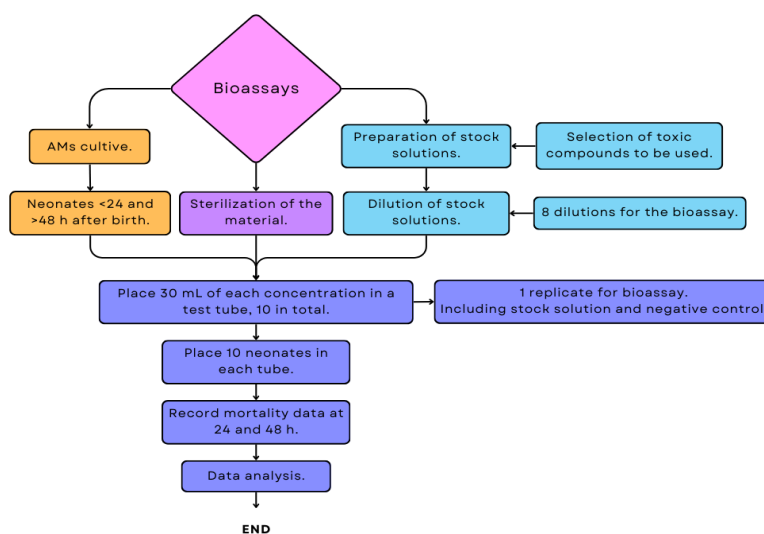 Bioassays
AMs cultive.
Preparation of stock
solutions.
Selection of toxic
compounds to be used.
Neonates <24 and
>48 h after birth.
Sterilization of the
material.
Dilution of stock
solutions.
8 dilutions for the bioassay.
Place 30 mL of each concentration in a
test tube, 10 in total.
1 replicate for bioassay.
Including stock solution and negative control
Place 10 neonates in
each tube.
Record mortality data at
24 and 48 h.
Data analysis.
END